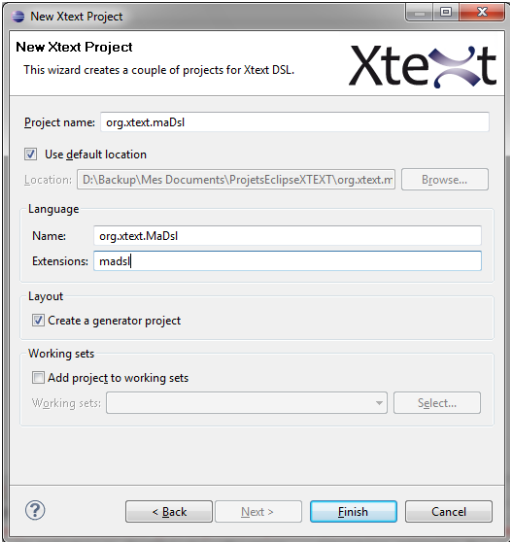 New Xtext Project
New Xtext Project
This wizard creates a couple of projects for Xtext DSL.
Xtext
Project name: org.xtext.maDsl
Use default location
Location: D:\Backup\Mes Documents\ProjetsEclipseXTEXT\org.xtext.m Browse...
Language
Name: org.xtext.MaDsl
Extensions: madsl
Layout
Create a generator project
Working sets
Add project to working sets
Working sets: Select...
? < Back Next > Finish Cancel